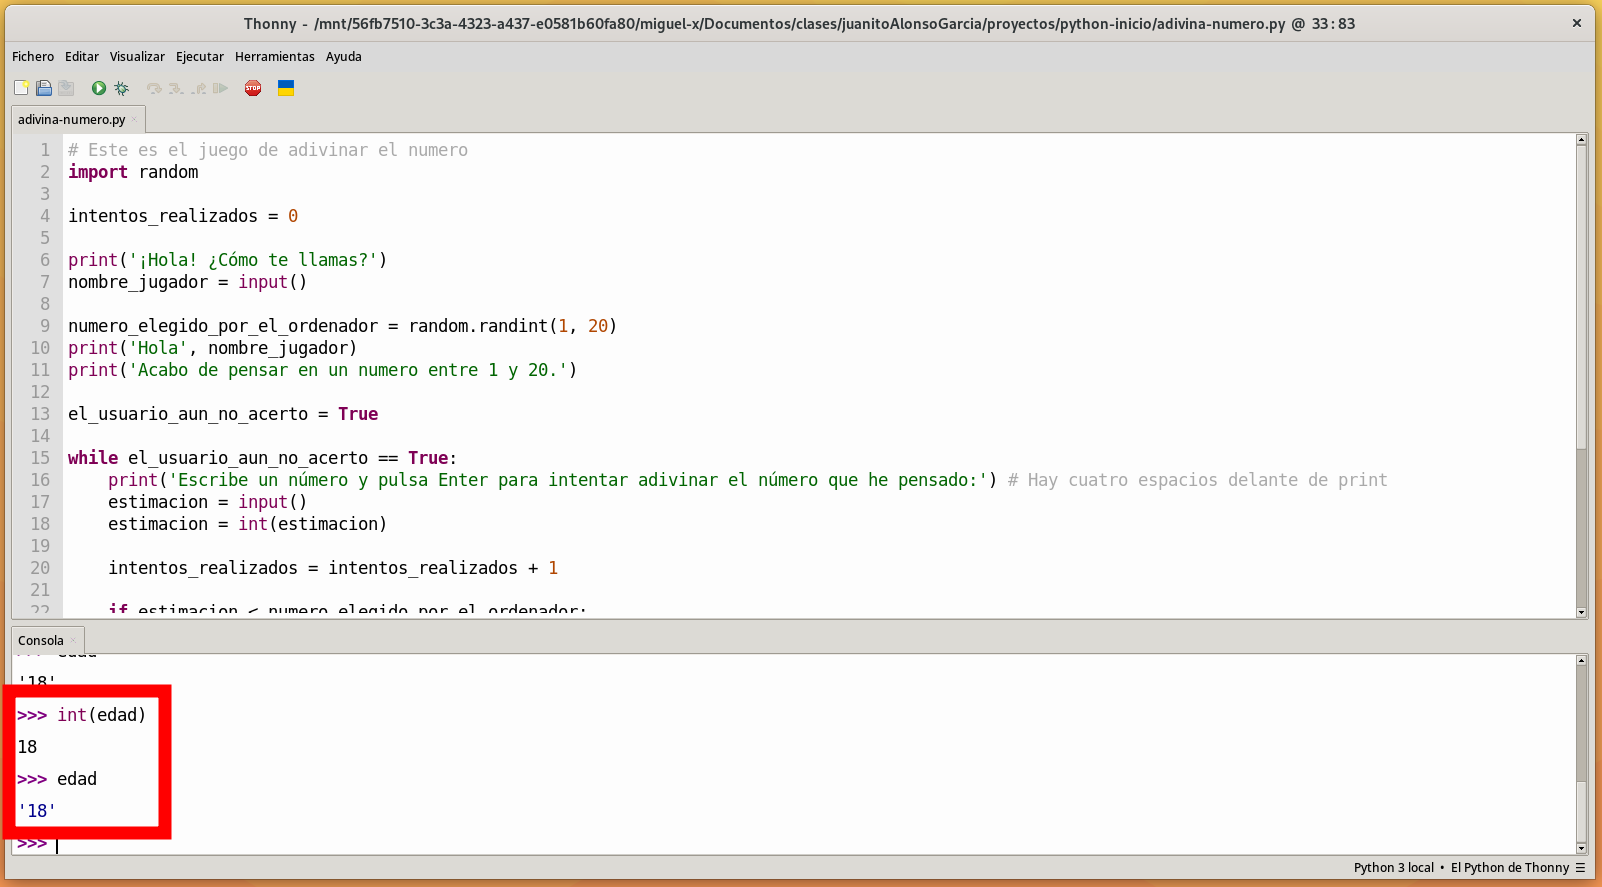 Thonny - /mnt/56fb7510-3c3a-4323-a437-e0581b60fa80/miguel-x/Documentos/clases/juanitoAlonsoGarcia/proyectos/python-inicio/adivina-numero.py @ 33:83
Fichero Editar Visualizar Ejecutar Herramientas Ayuda
STOP
adivina-numero.py
1 # Este es el juego de adivinar el numero
2 import random
3
4 intentos_realizados = 0
5
6 print('¡Hola! ¿Cómo te llamas?')
7 nombre_jugador = input()
8
9 numero_elegido_por_el_ordenador = random.randint(1, 20)
10 print('Hola', nombre_jugador)
11 print('Acabo de pensar en un numero entre 1 y 20.')
12
13 el_usuario_aun_no_acerto = True
14
15 while el_usuario_aun_no_acerto == True:
16     print('Escribe un número y pulsa Enter para intentar adivinar el número que he pensado:') # Hay cuatro espacios delante de print
17     estimacion = input()
18     estimacion = int(estimacion)
19
20     intentos_realizados = intentos_realizados + 1
21
22     if estimacion < numero_elegido_por_el_ordenador:
Consola
>>> edad
'18'
>>> int(edad)
18
>>> edad
'18'
>>>
Python 3 local • El Python de Thonny ☰